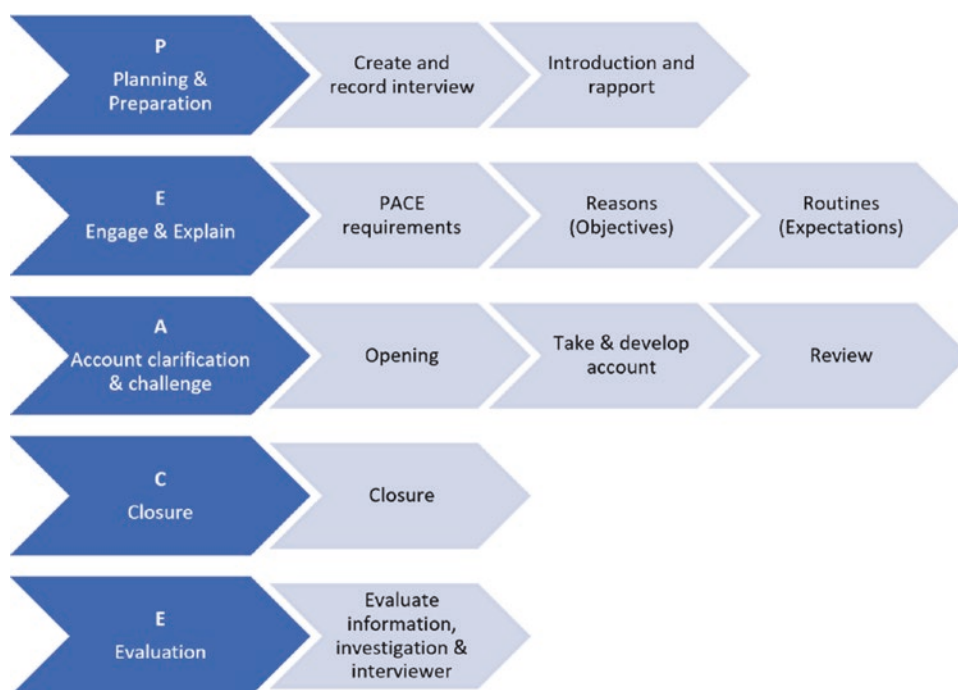 P
Planning &
Preparation
Create and
record interview
Introduction and
rapport
E
Engage & Explain
PACE
requirements
Reasons
(Objectives)
Routines
(Expectations)
A
Account clarification
& challenge
Opening
Take & develop
account
Review
C
Closure
Closure
E
Evaluation
Evaluate
information,
investigation &
interviewer